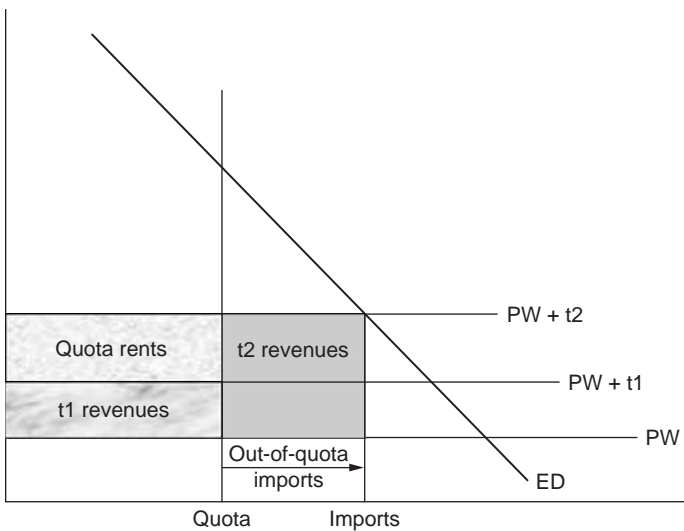 PW + t2
Quota rents
t2 revenues
PW + t1
t1 revenues
PW
Out-of-quota
imports
ED
Quota
Imports